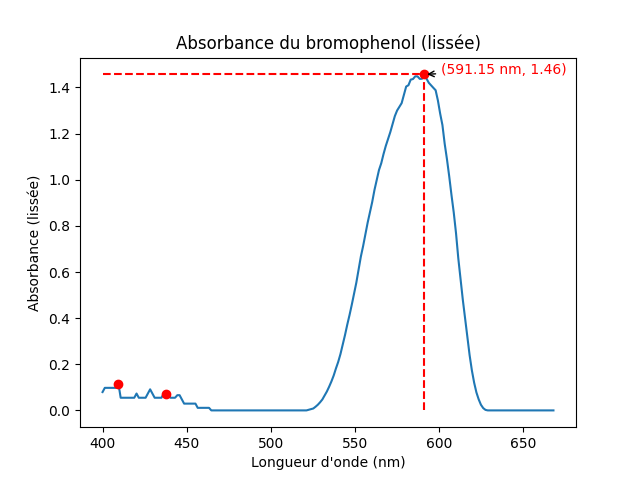 Absorbance du bromophenol (lissée)
(591.15 nm, 1.46)
1.4
1.2
1.0
0.8
0.6
0.4
0.2
0.0
Absorbance (lissée)
400 450 500 550 600 650
Longueur d'onde (nm)